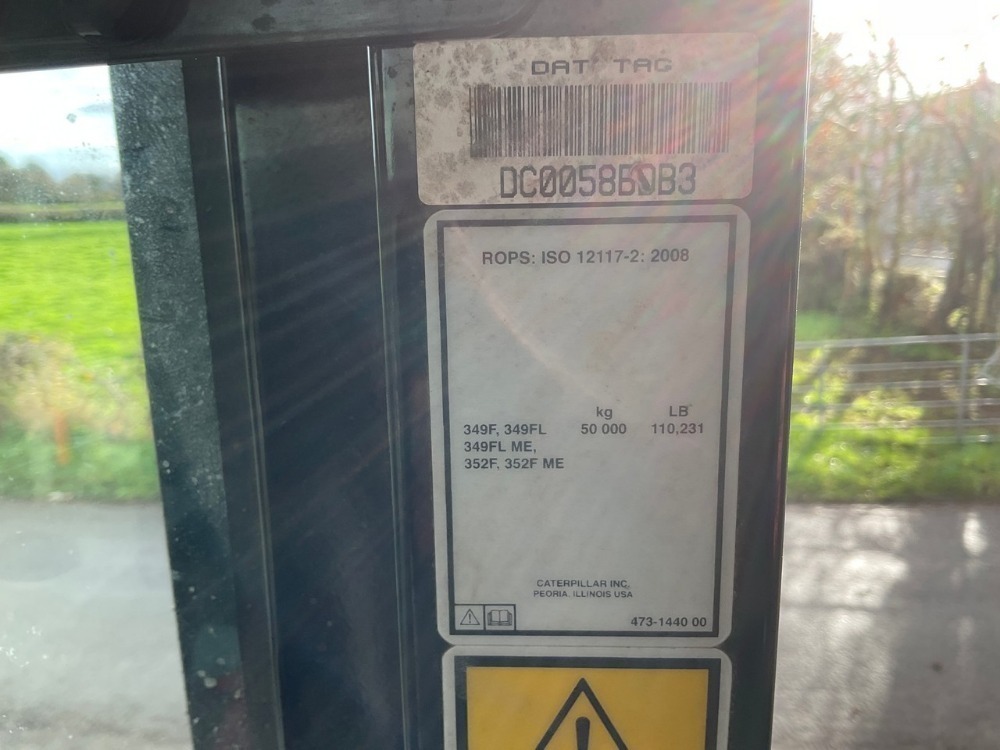 DAT TAG
DC0058BDB3
ROPS: ISO 12117-2: 2008
kg LB
349F, 349FL 50 000 110,231
349FL ME,
352F, 352F ME
CATERPILLAR INC.
PEORIA, ILLINOIS USA
473-1440 00